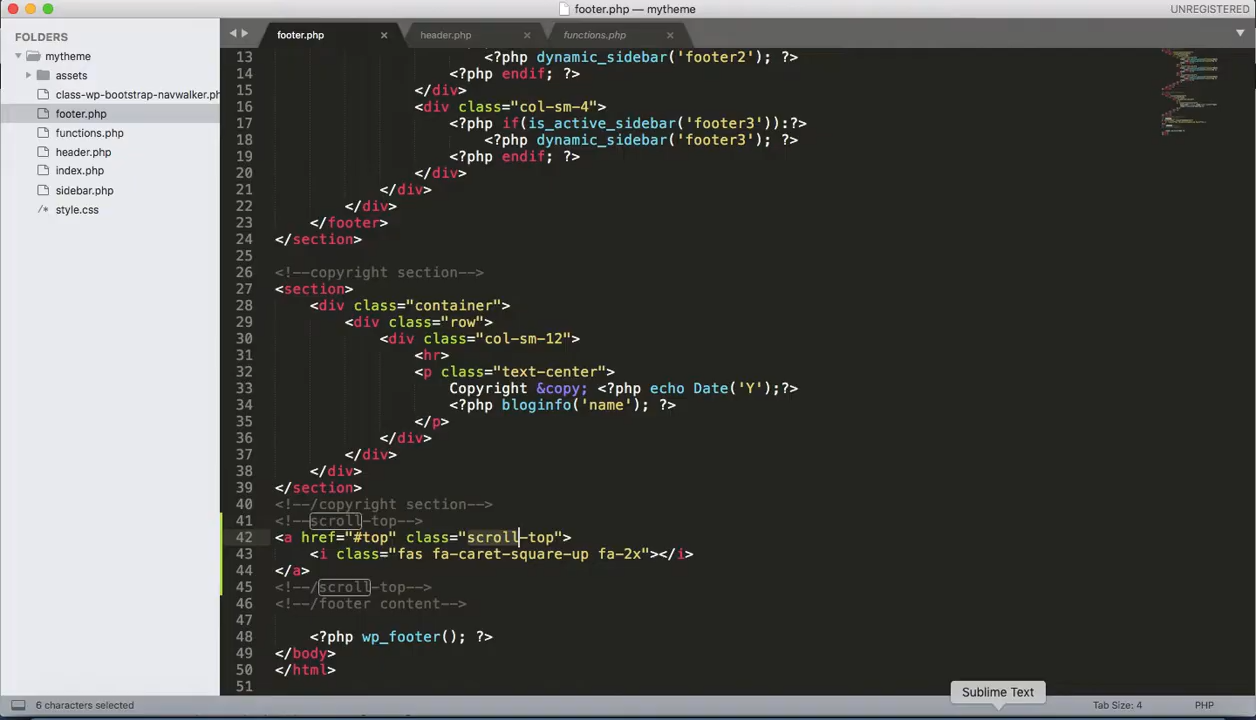 footer.php — mytheme
UNREGISTERED
FOLDERS
mytheme
assets
class-wp-bootstrap-navwalker.ph
footer.php
functions.php
header.php
index.php
sidebar.php
/* style.css
footer.php × header.php × functions.php ×
13 <?php dynamic_sidebar('footer2'); ?>
14 <?php endif; ?>
15 </div>
16 <div class="col-sm-4">
17 <?php if(is_active_sidebar('footer3')):?>
18 <?php dynamic_sidebar('footer3'); ?>
19 <?php endif; ?>
20 </div>
21 </div>
22 </div>
23 </footer>
24 </section>
25
26 <!--copyright section-->
27 <section>
28 <div class="container">
29 <div class="row">
30 <div class="col-sm-12">
31 <hr>
32 <p class="text-center">
33 Copyright &copy; <?php echo Date('Y');?>
34 <?php bloginfo('name'); ?>
35 </p>
36 </div>
37 </div>
38 </div>
39 </section>
40 <!--/copyright section-->
41 <!--scroll-top-->
42 <a href="#top" class="scroll-top">
43 <i class="fas fa-caret-square-up fa-2x"></i>
44 </a>
45 <!--/scroll-top-->
46 <!--/footer content-->
47
48 <?php wp_footer(); ?>
49 </body>
50 </html>
51
Sublime Text
6 characters selected
Tab Size: 4
PHP